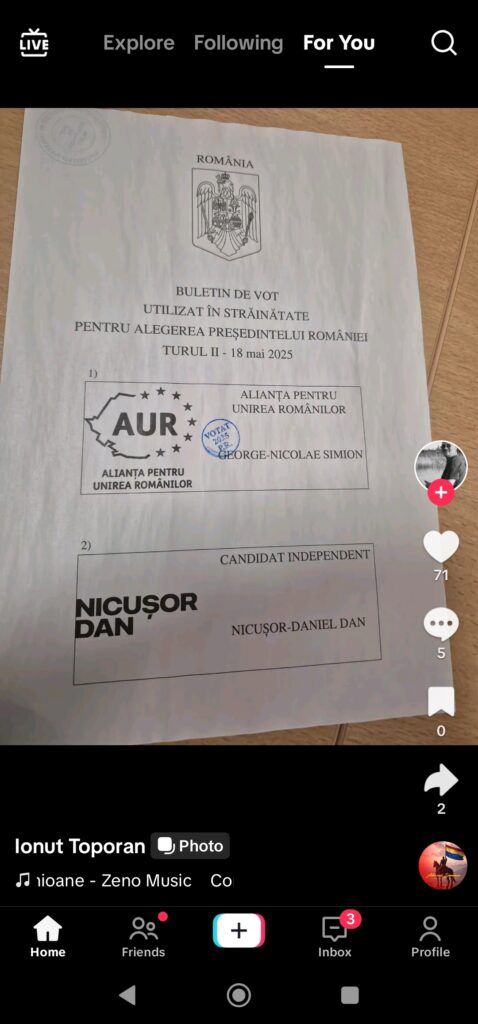 LIVE
Explore Following For You
ROMÂNIA
BULETIN DE VOT
UTILIZAT ÎN STRĂINĂTATE
PENTRU ALEGEREA PREȘEDINTELUI ROMÂNIEI
TURUL II - 18 mai 2025
1)
AUR
ALIANȚA PENTRU
UNIREA ROMÂNILOR
ALIANȚA PENTRU
UNIREA ROMÂNILOR
VOTAT
2025
P.R.
GEORGE-NICOLAE SIMION
2)
NICUȘOR
DAN
CANDIDAT INDEPENDENT
NICUȘOR-DANIEL DAN
71
5
0
2
Ionut Toporan Photo
nioane - Zeno Music Co
3
Home Friends Inbox Profile